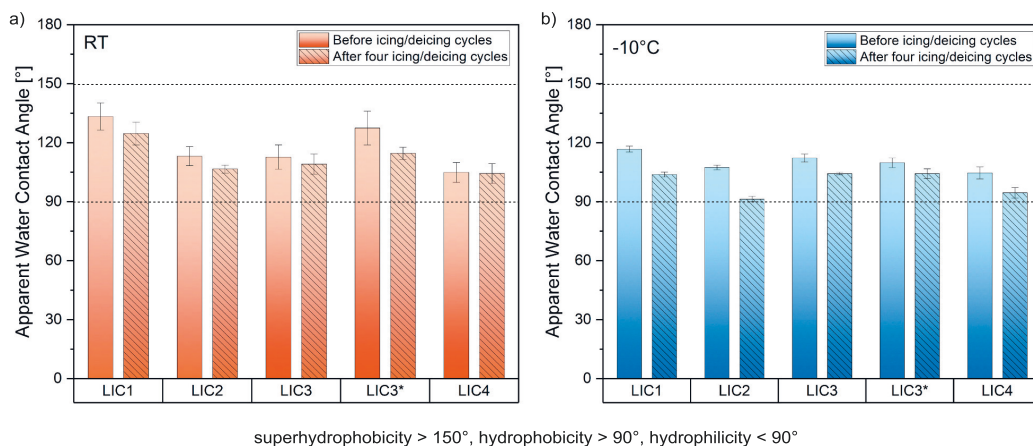 a)
RT
Before icing/deicing cycles
After four icing/deicing cycles
Apparent Water Contact Angle [°]
180
150
120
90
60
30
0
LIC1 LIC2 LIC3 LIC3* LIC4
b)
-10°C
Before icing/deicing cycles
After four icing/deicing cycles
Apparent Water Contact Angle [°]
180
150
120
90
60
30
0
LIC1 LIC2 LIC3 LIC3* LIC4
superhydrophobicity > 150°, hydrophobicity > 90°, hydrophilicity < 90°